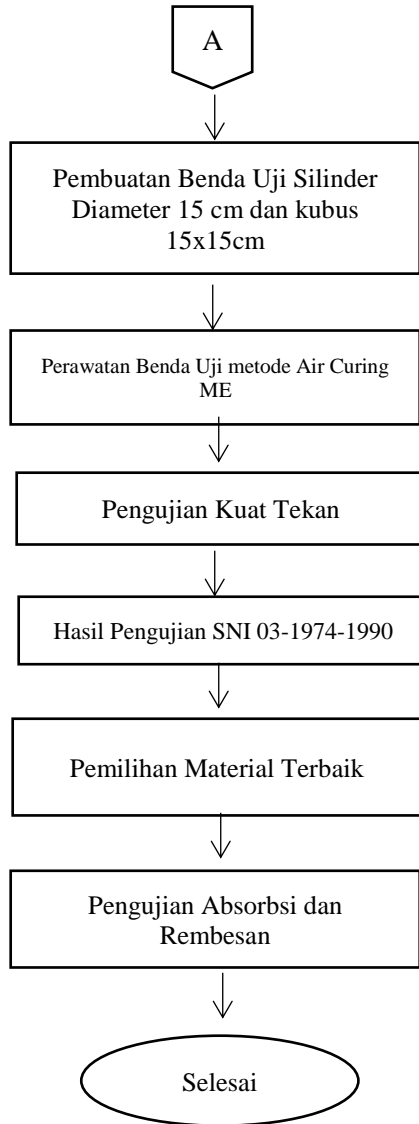 A
Pembuatan Benda Uji Silinder
Diameter 15 cm dan kubus
15x15cm
Perawatan Benda Uji metode Air Curing
ME
Pengujian Kuat Tekan
Hasil Pengujian SNI 03-1974-1990
Pemilihan Material Terbaik
Pengujian Absorbsi dan
Rembesan
Selesai